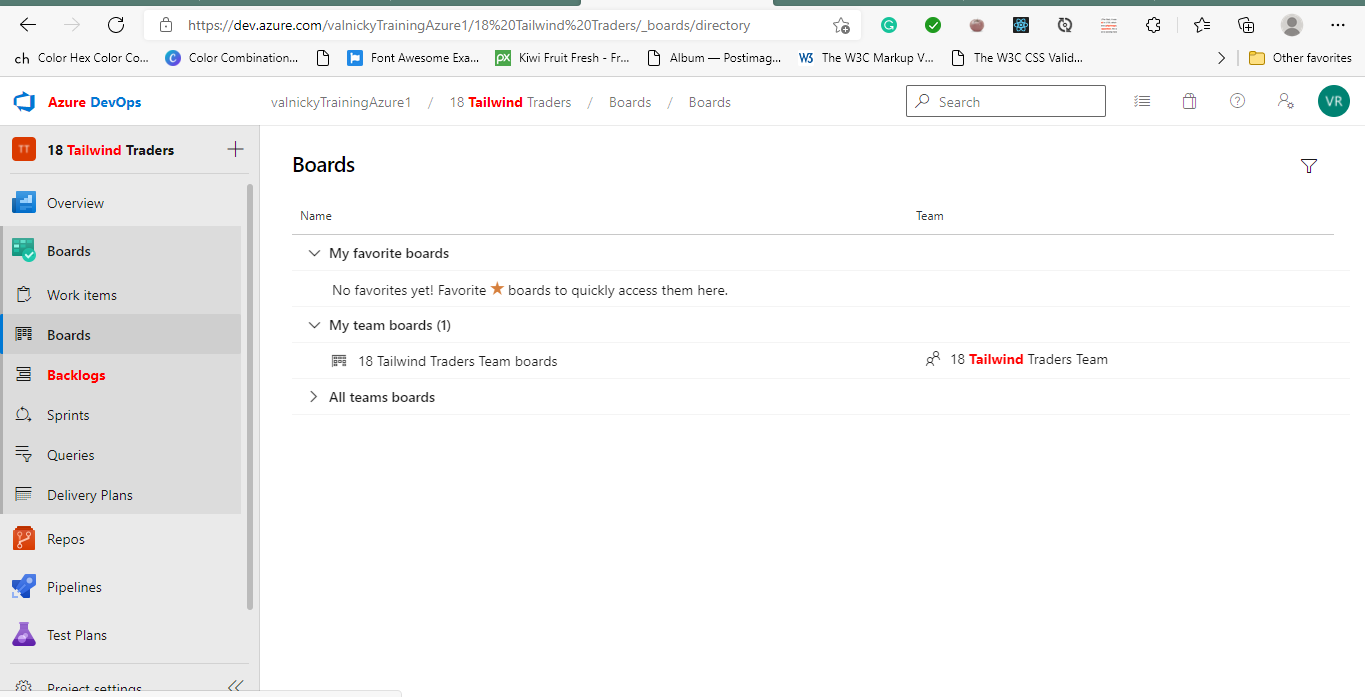 https://dev.azure.com/valnickyTrainingAzure1/18%20Tailwind%20Traders/_boards/directory
ch Color Hex Color Co... C Color Combination... Font Awesome Exa... px Kiwi Fruit Fresh - Fr... Album — Postimag... W3 The W3C Markup V... The W3C CSS Valid... Other favorites
Azure DevOps valnickyTrainingAzure1 / 18 Tailwind Traders / Boards / Boards Search VR
TT 18 Tailwind Traders
Boards
Overview
Name Team
Boards
My favorite boards
Work items
No favorites yet! Favorite ★ boards to quickly access them here.
Boards
My team boards (1)
18 Tailwind Traders Team boards 18 Tailwind Traders Team
Backlogs
All teams boards
Sprints
Queries
Delivery Plans
Repos
Pipelines
Test Plans
Project settings